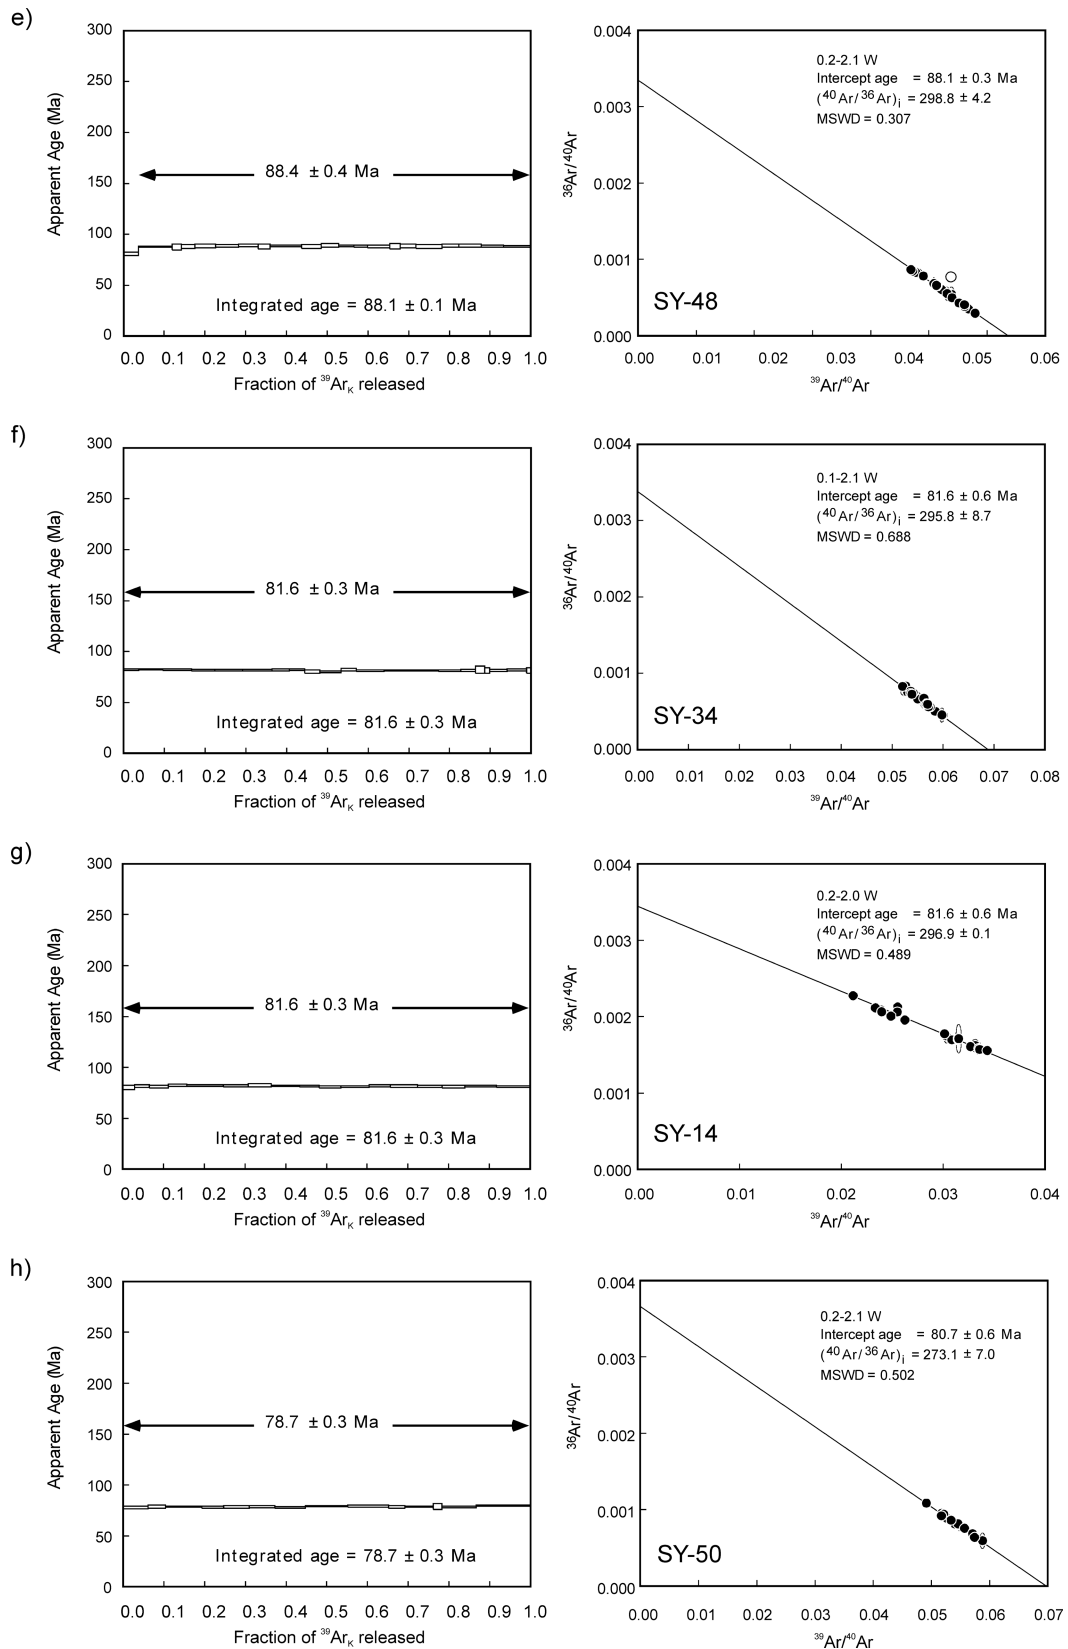 e)
300
250
200
150
100
50
0
Apparent Age (Ma)
88.4 ± 0.4 Ma
Integrated age = 88.1 ± 0.1 Ma
0.0 0.1 0.2 0.3 0.4 0.5 0.6 0.7 0.8 0.9 1.0
Fraction of ³⁹Arₖ released
0.004
0.003
0.002
0.001
0.000
³⁶Ar/⁴⁰Ar
0.2-2.1 W
Intercept age = 88.1 ± 0.3 Ma
(⁴⁰Ar/³⁶Ar)ᵢ = 298.8 ± 4.2
MSWD = 0.307
SY-48
0.00 0.01 0.02 0.03 0.04 0.05 0.06
³⁹Ar/⁴⁰Ar
f)
300
250
200
150
100
50
0
Apparent Age (Ma)
81.6 ± 0.3 Ma
Integrated age = 81.6 ± 0.3 Ma
0.0 0.1 0.2 0.3 0.4 0.5 0.6 0.7 0.8 0.9 1.0
Fraction of ³⁹Arₖ released
0.004
0.003
0.002
0.001
0.000
³⁶Ar/⁴⁰Ar
0.1-2.1 W
Intercept age = 81.6 ± 0.6 Ma
(⁴⁰Ar/³⁶Ar)ᵢ = 295.8 ± 8.7
MSWD = 0.688
SY-34
0.00 0.01 0.02 0.03 0.04 0.05 0.06 0.07 0.08
³⁹Ar/⁴⁰Ar
g)
300
250
200
150
100
50
0
Apparent Age (Ma)
81.6 ± 0.3 Ma
Integrated age = 81.6 ± 0.3 Ma
0.0 0.1 0.2 0.3 0.4 0.5 0.6 0.7 0.8 0.9 1.0
Fraction of ³⁹Arₖ released
0.004
0.003
0.002
0.001
0.000
³⁶Ar/⁴⁰Ar
0.2-2.0 W
Intercept age = 81.6 ± 0.6 Ma
(⁴⁰Ar/³⁶Ar)ᵢ = 296.9 ± 0.1
MSWD = 0.489
SY-14
0.00 0.01 0.02 0.03 0.04
³⁹Ar/⁴⁰Ar
h)
300
250
200
150
100
50
0
Apparent Age (Ma)
78.7 ± 0.3 Ma
Integrated age = 78.7 ± 0.3 Ma
0.0 0.1 0.2 0.3 0.4 0.5 0.6 0.7 0.8 0.9 1.0
Fraction of ³⁹Arₖ released
0.004
0.003
0.002
0.001
0.000
³⁶Ar/⁴⁰Ar
0.2-2.1 W
Intercept age = 80.7 ± 0.6 Ma
(⁴⁰Ar/³⁶Ar)ᵢ = 273.1 ± 7.0
MSWD = 0.502
SY-50
0.00 0.01 0.02 0.03 0.04 0.05 0.06 0.07
³⁹Ar/⁴⁰Ar